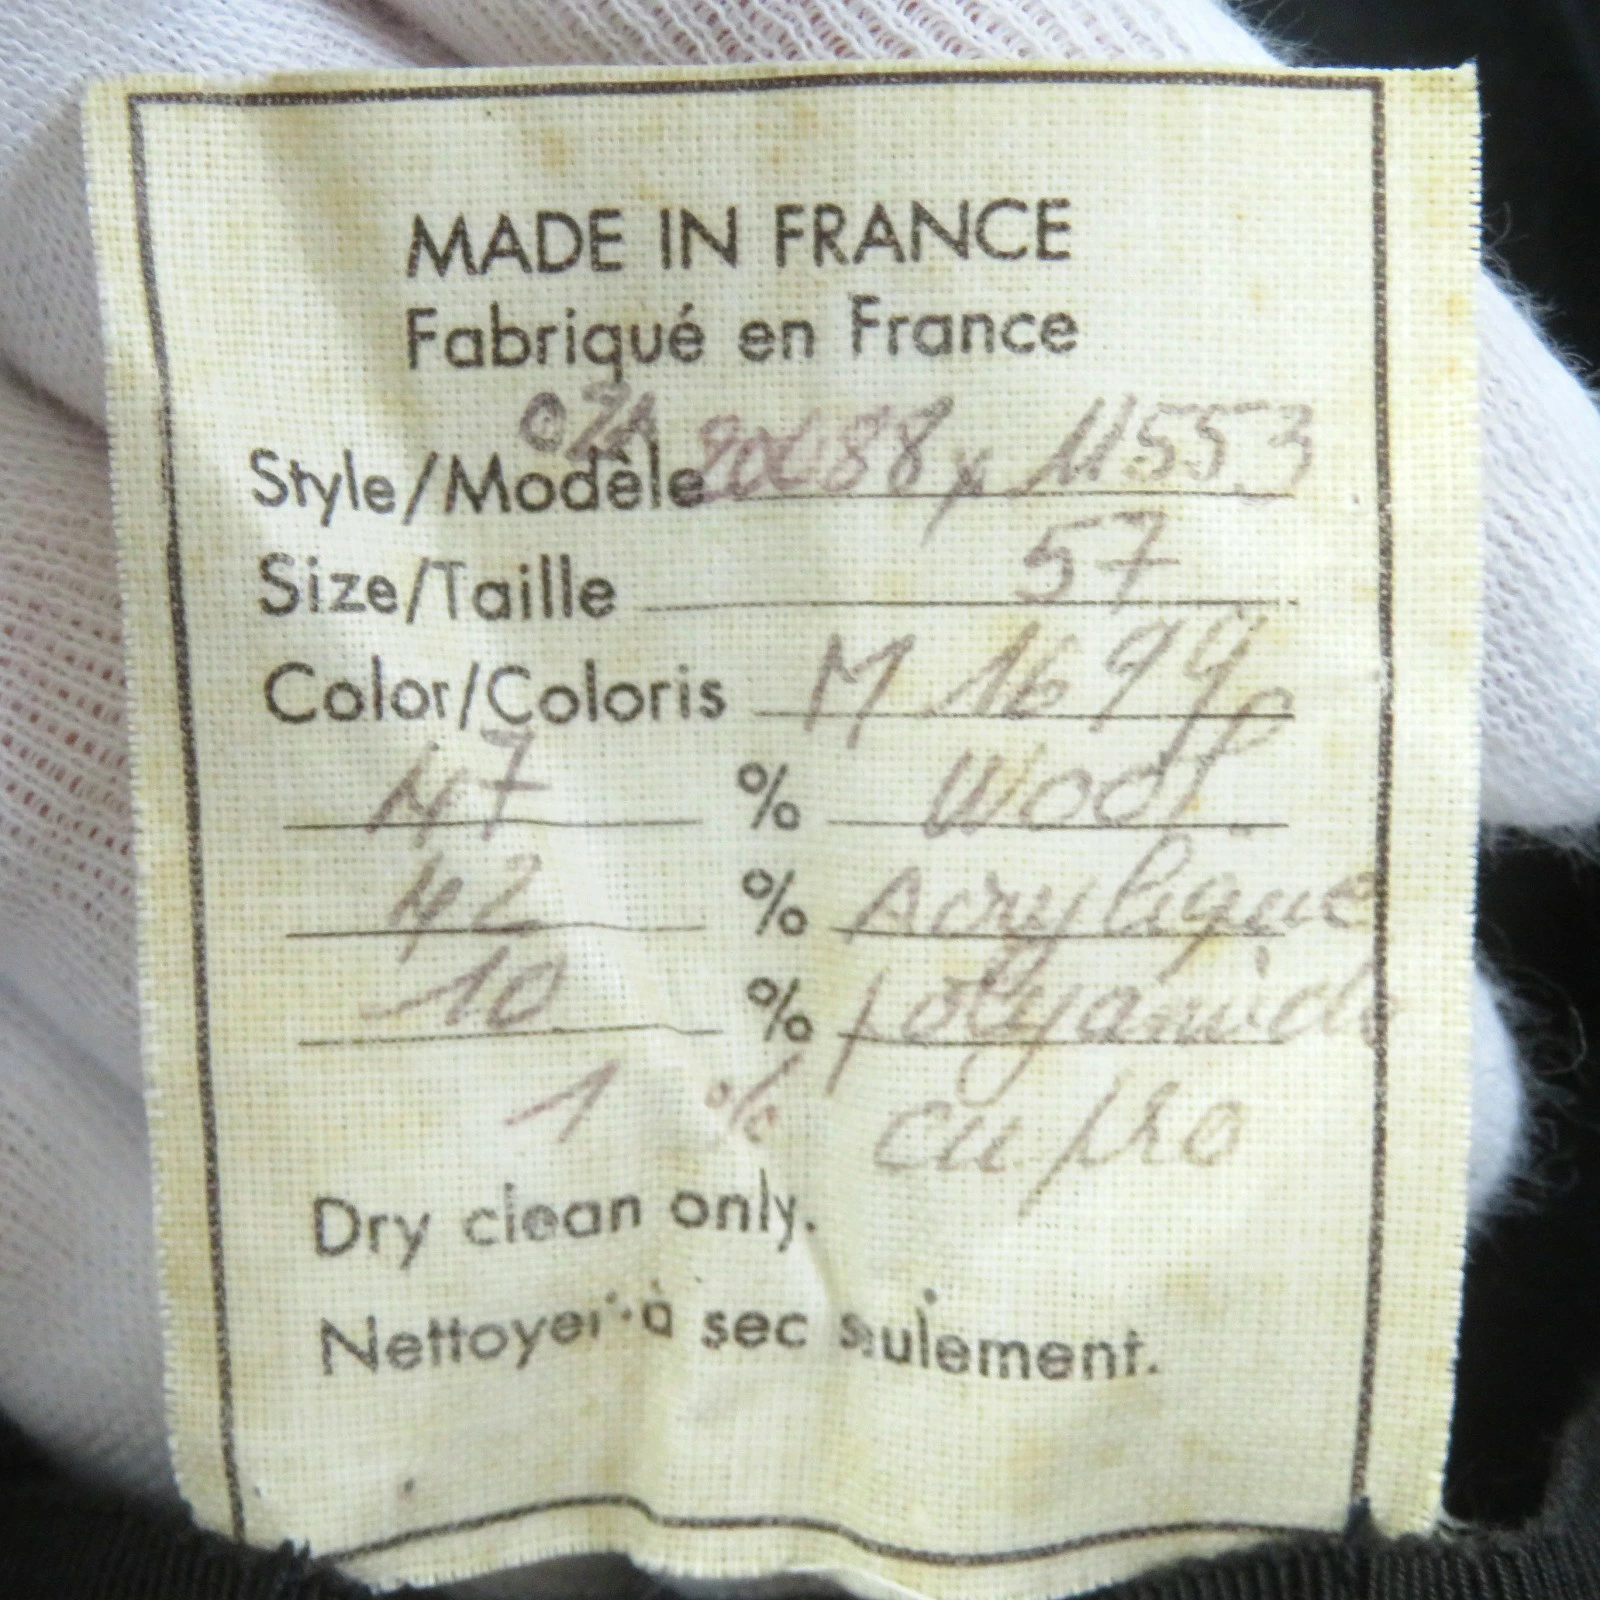 MADE IN FRANCE
Fabriqué en France
Style/Modèle 11553
Size/Taille 57
Color/Coloris M 1699
47 % Wool
42 % Acrylique
10 % polyamide
1 % cupro
Dry clean only.
Nettoyer à sec seulement.